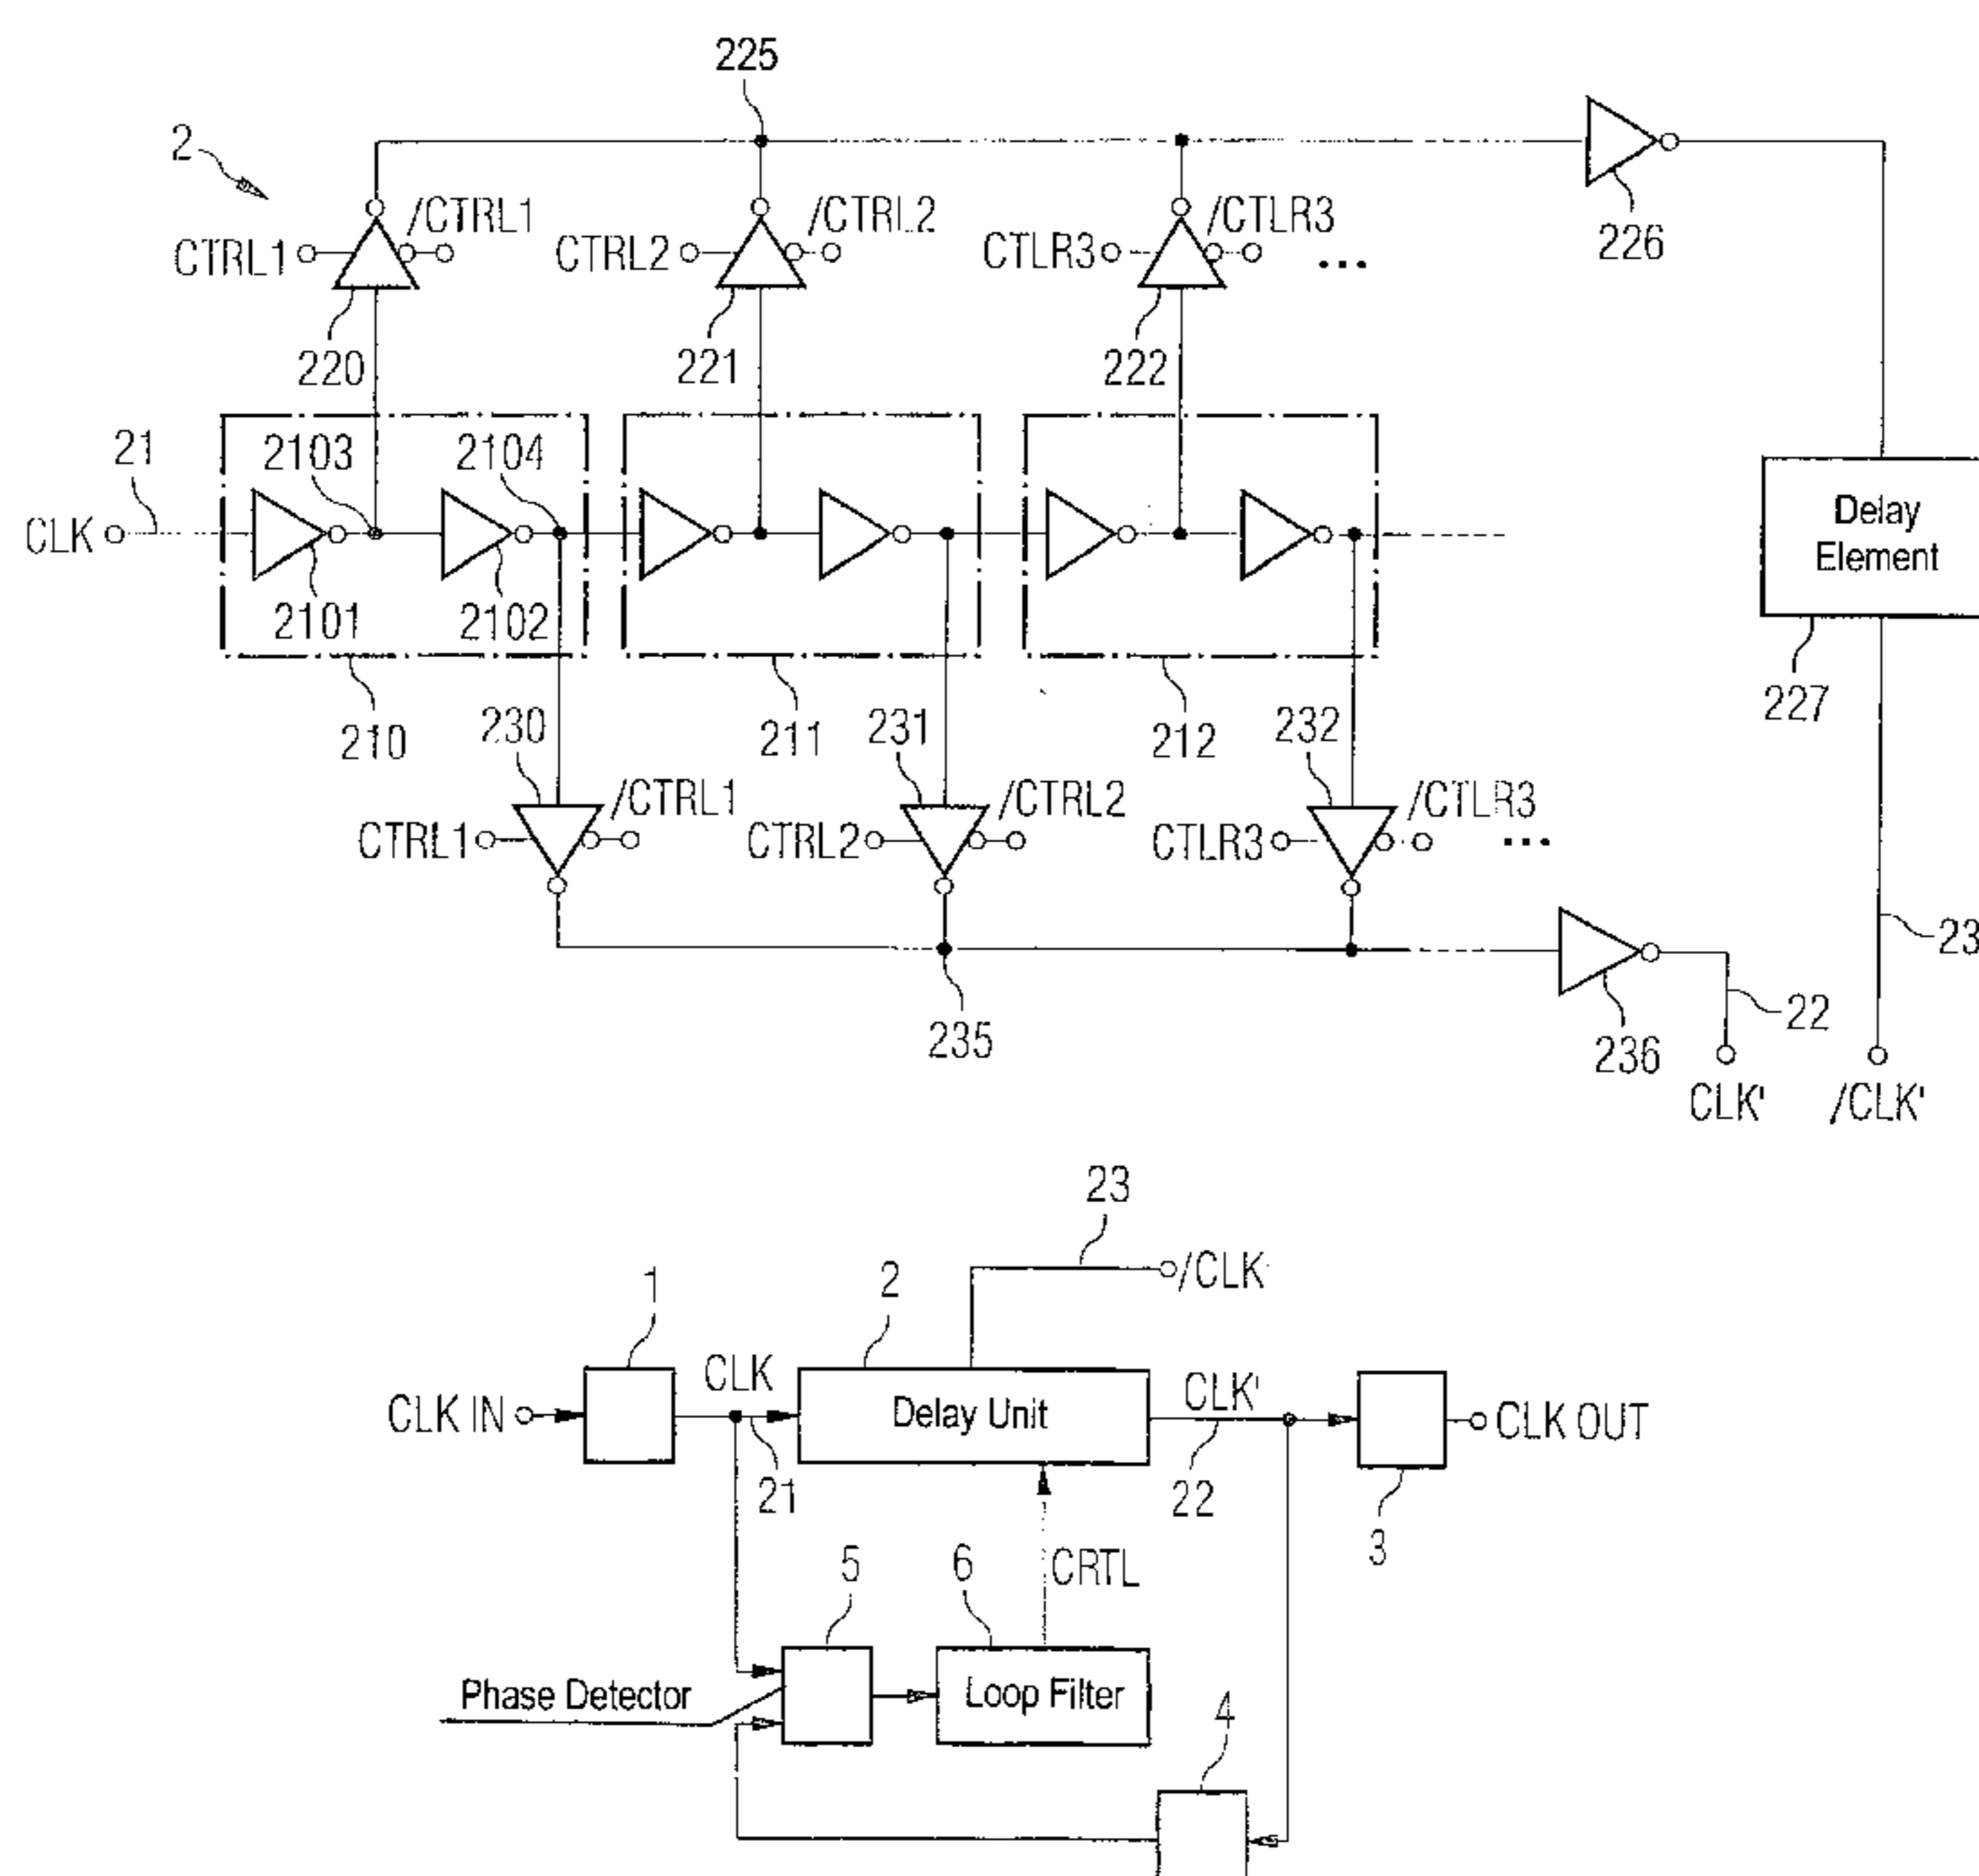 225
2
/CTRL1
/CTRL2
/CTLR3
CTRL1
CTRL2
CTLR3
...
226
220
221
222
21
2103
2104
CLK
Delay
Element
2101
2102
210
230
211
231
212
232
227
/CTRL1
/CTRL2
/CTLR3
CTRL1
CTRL2
CTLR3
...
23
22
235
236
CLK'
/CLK'
23
1
2
/CLK
CLK
CLK'
CLK IN
Delay Unit
CLK OUT
21
22
3
5
6
CRTL
Phase Detector
Loop Filter
4